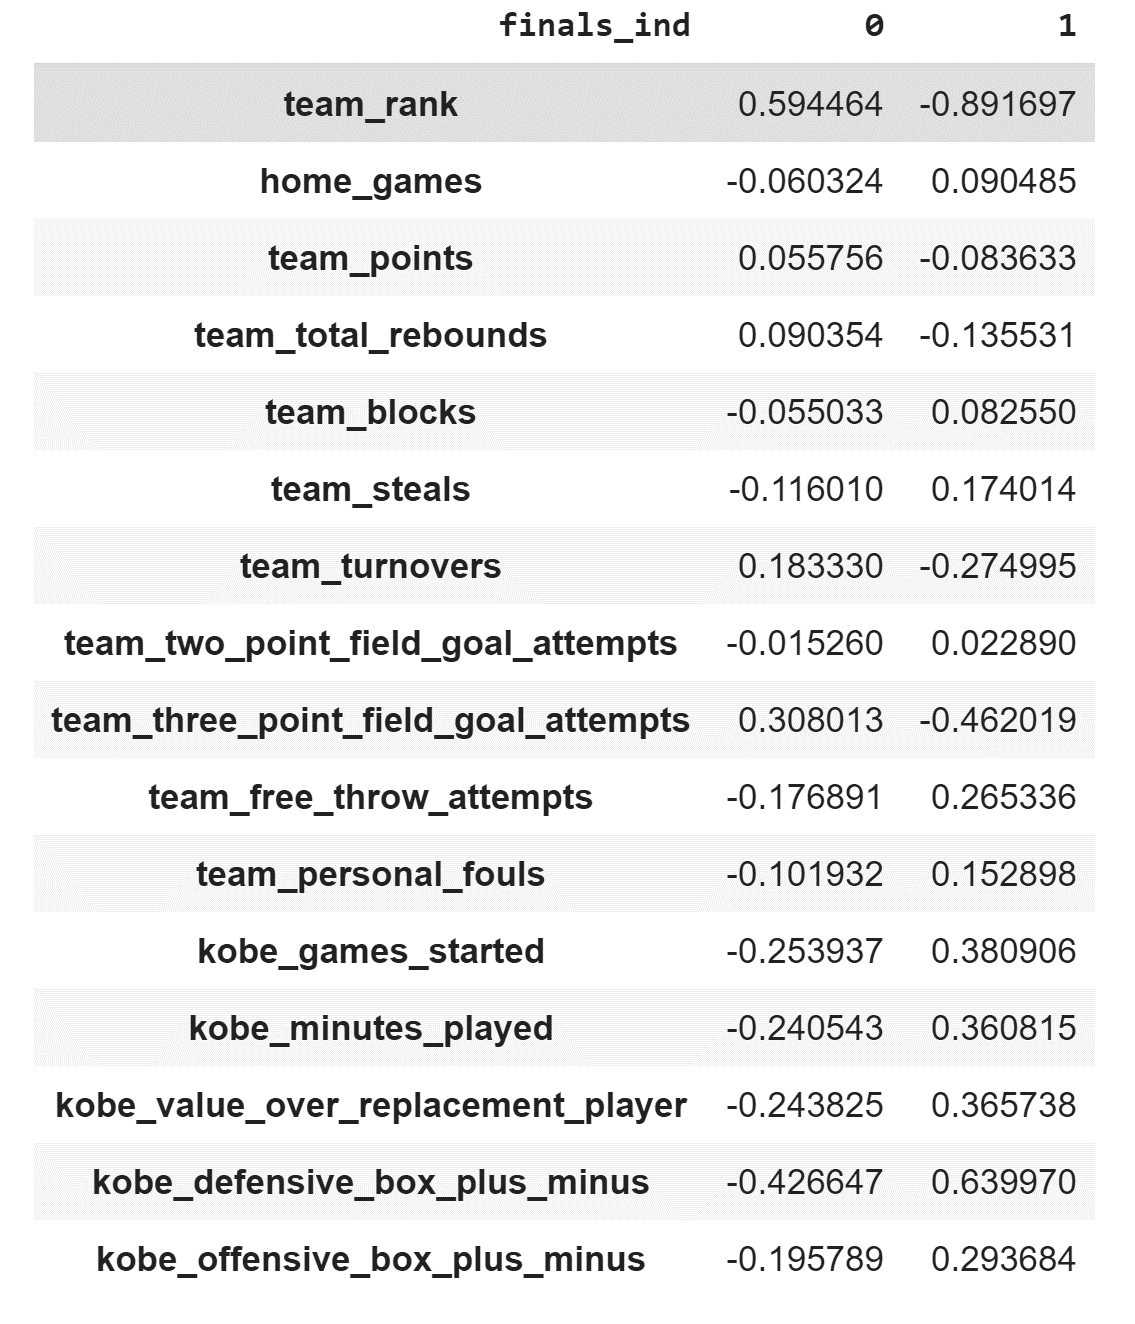 finals_ind 0 1
team_rank 0.594464 -0.891697
home_games -0.060324 0.090485
team_points 0.055756 -0.083633
team_total_rebounds 0.090354 -0.135531
team_blocks -0.055033 0.082550
team_steals -0.116010 0.174014
team_turnovers 0.183330 -0.274995
team_two_point_field_goal_attempts -0.015260 0.022890
team_three_point_field_goal_attempts 0.308013 -0.462019
team_free_throw_attempts -0.176891 0.265336
team_personal_fouls -0.101932 0.152898
kobe_games_started -0.253937 0.380906
kobe_minutes_played -0.240543 0.360815
kobe_value_over_replacement_player -0.243825 0.365738
kobe_defensive_box_plus_minus -0.426647 0.639970
kobe_offensive_box_plus_minus -0.195789 0.293684